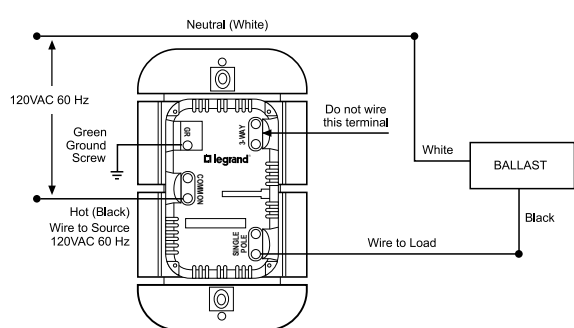 Neutral (White)
120VAC 60 Hz
Do not wire
this terminal
Green
Ground
Screw
GR
3-WAY
legrand
White
BALLAST
COMMON
Hot (Black)
Wire to Source
120VAC 60 Hz
Black
SINGLE
POLE
Wire to Load